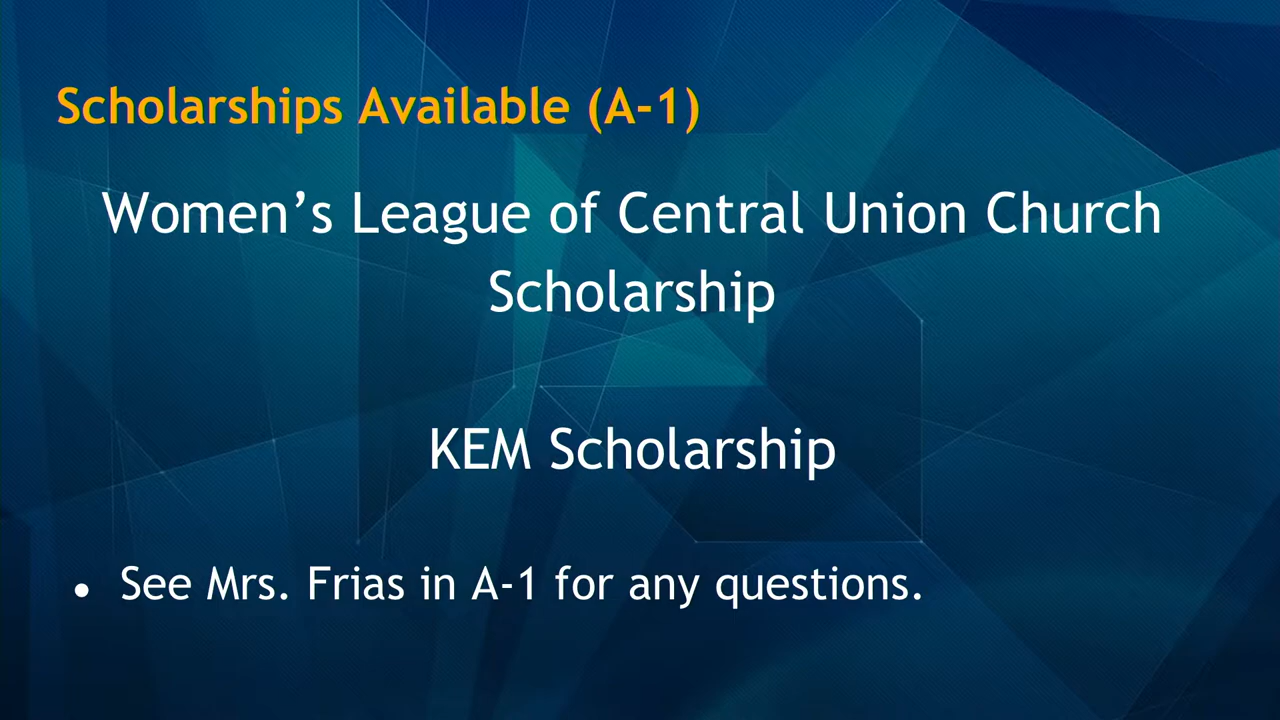 Scholarships Available (A-1)
Women’s League of Central Union Church
Scholarship
KEM Scholarship
● See Mrs. Frias in A-1 for any questions.